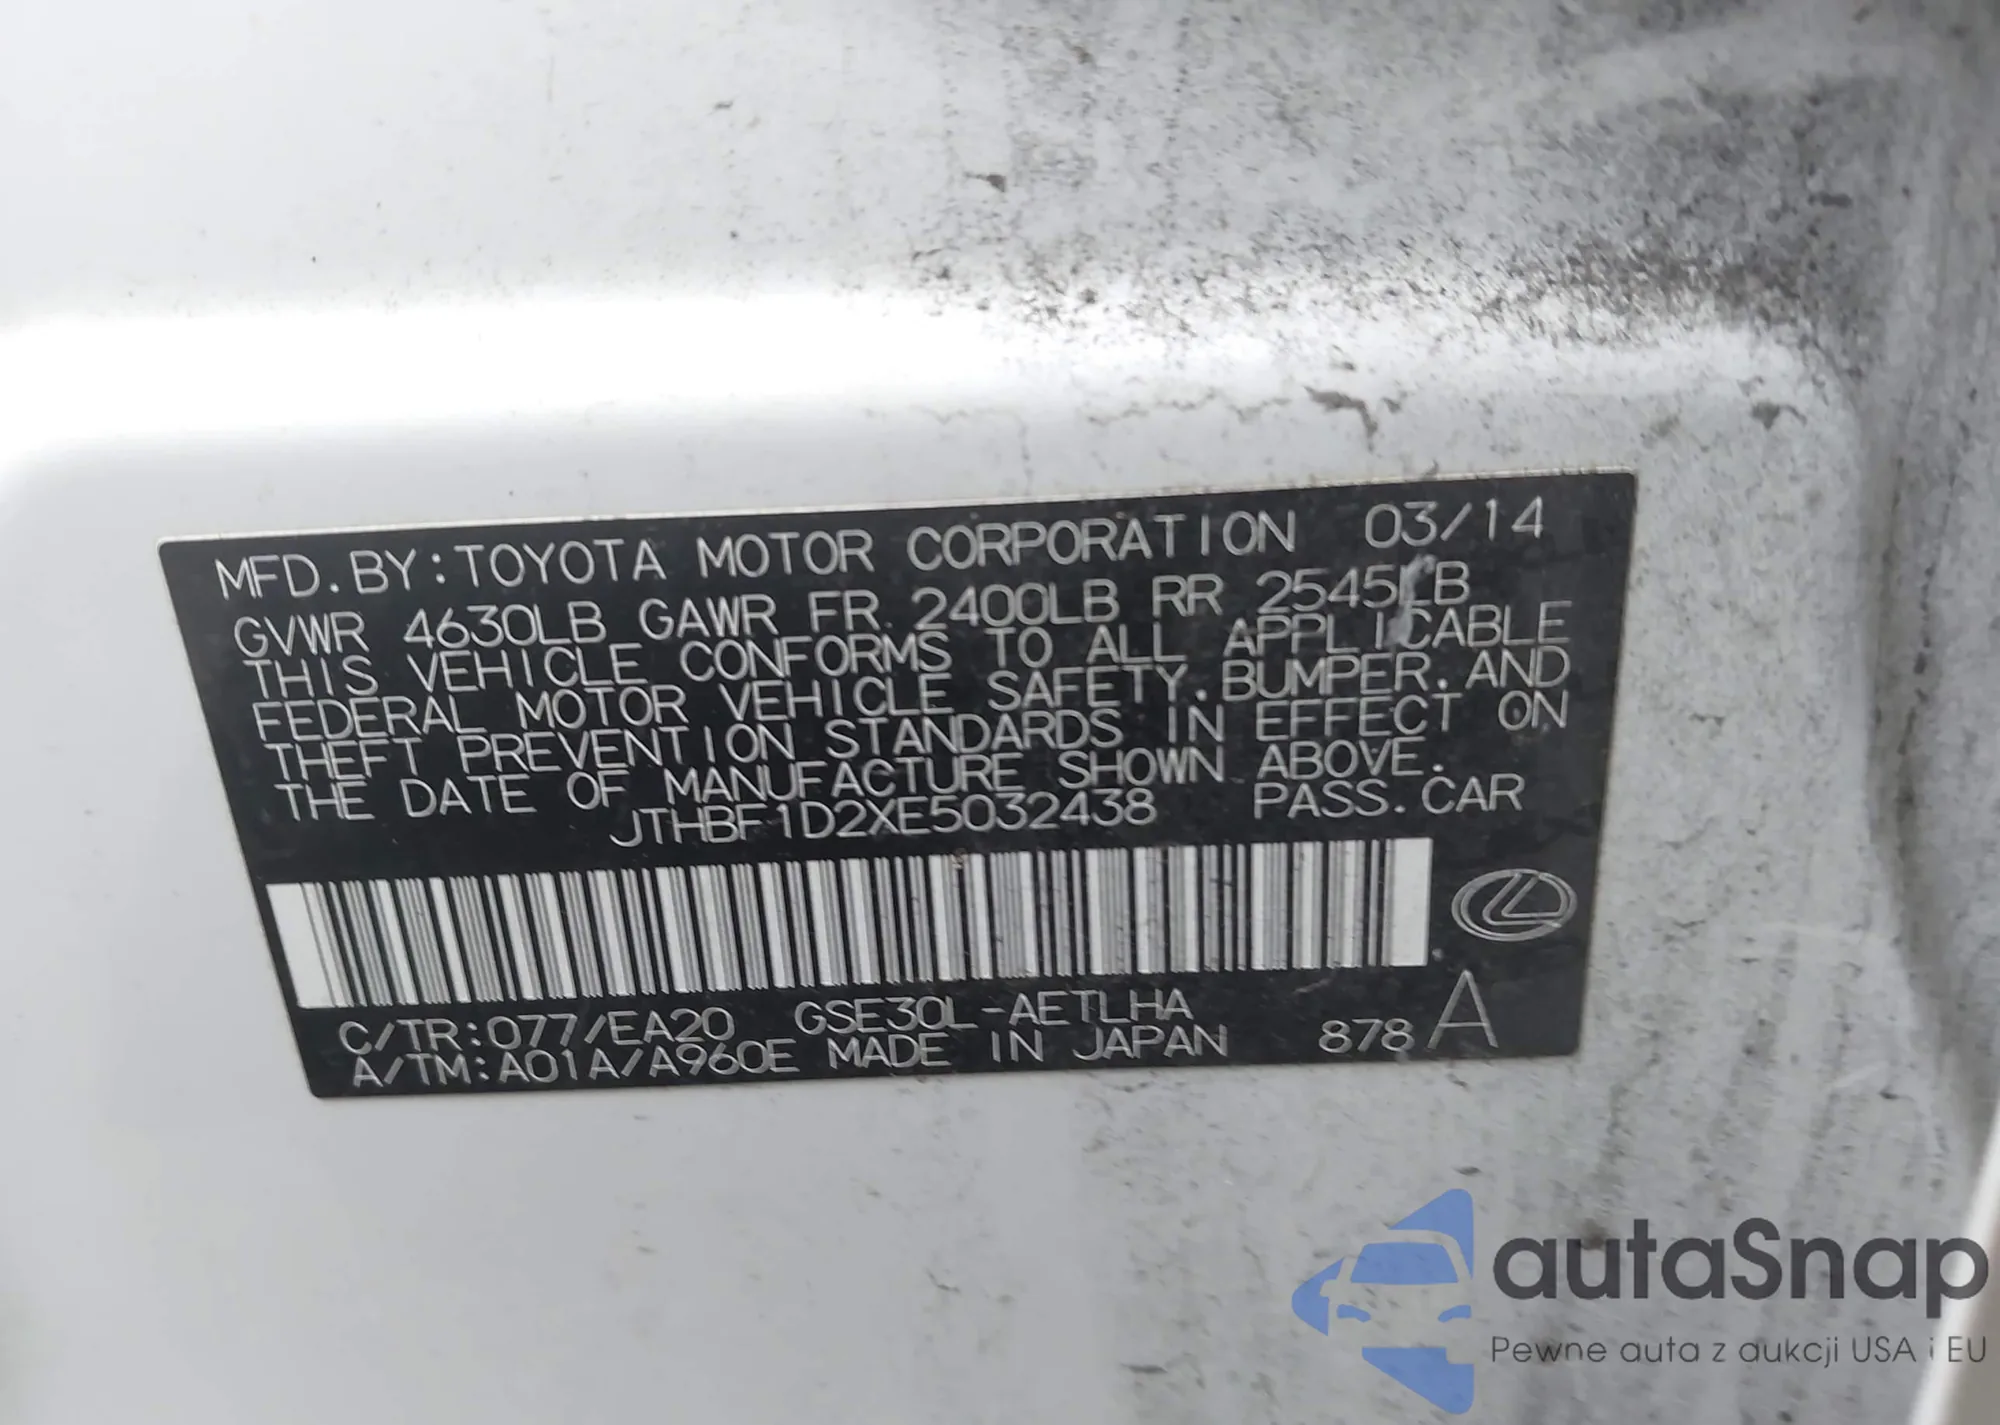 MFD.BY:TOYOTA MOTOR CORPORATION 03/14
GVWR 4630LB GAWR FR 2400LB RR 2545LB
THIS VEHICLE CONFORMS TO ALL APPLICABLE
FEDERAL MOTOR VEHICLE SAFETY, BUMPER, AND
THEFT PREVENTION STANDARDS IN EFFECT ON
THE DATE OF MANUFACTURE SHOWN ABOVE.
JTHBF1D2XE5032438 PASS.CAR
C/TR:077/EA20 GSE30L-AETLHA
A/TM:A01A/A960E MADE IN JAPAN 878 A
autaSnap
Pewne auta z aukcji USA i EU